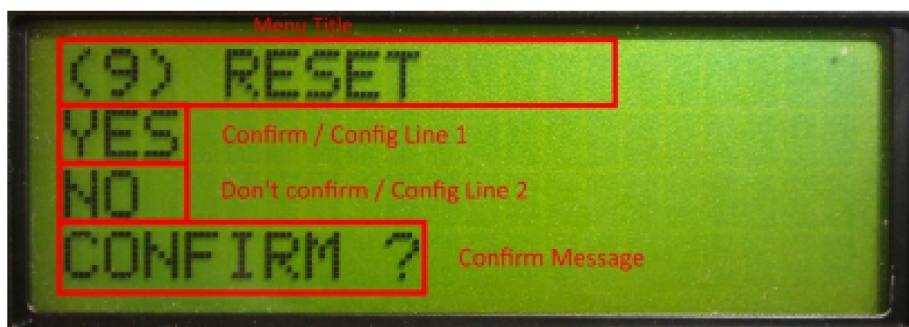 Menu Title
(9) RESET
YES Confirm / Config Line 1
NO Don't confirm / Config Line 2
CONFIRM ? Confirm Message